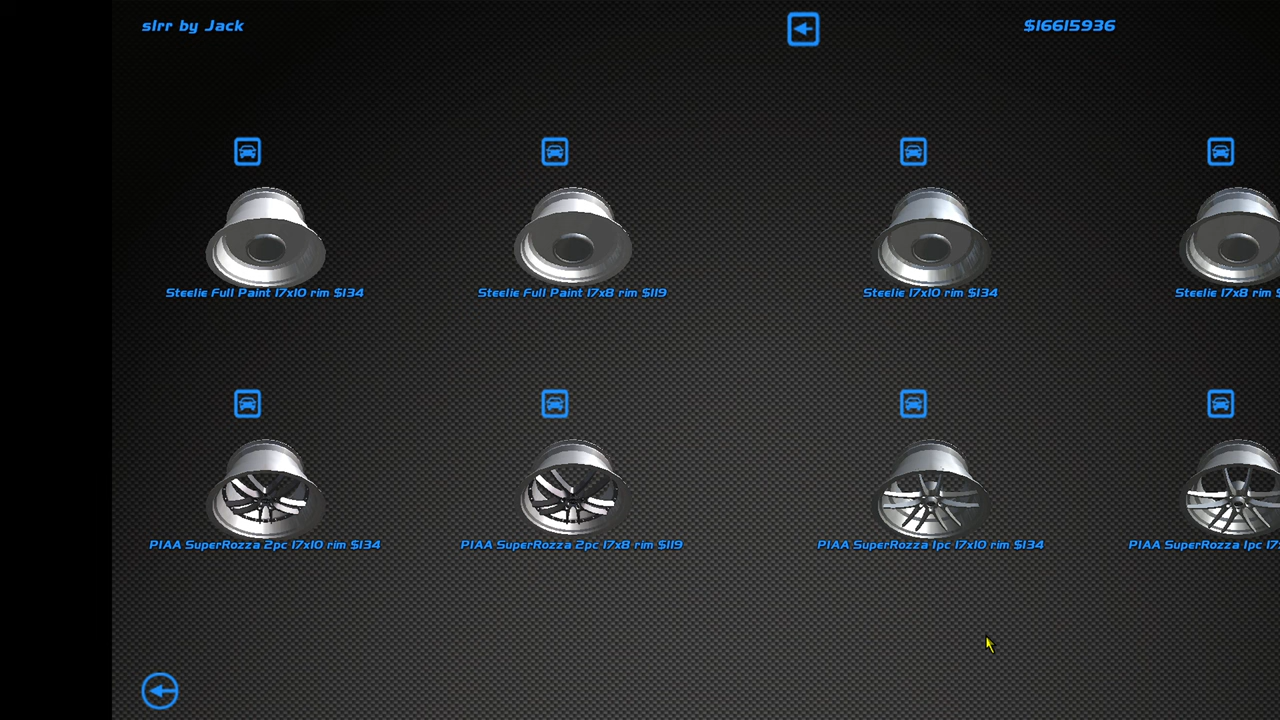 slrr by Jack
$16615936
Steelie Full Paint 17x10 rim $134
Steelie Full Paint 17x8 rim $119
Steelie 17x10 rim $134
Steelie 17x8 rim
PIAA SuperRozza 2pc 17x10 rim $134
PIAA SuperRozza 2pc 17x8 rim $119
PIAA SuperRozza 1pc 17x10 rim $134
PIAA SuperRozza 1pc